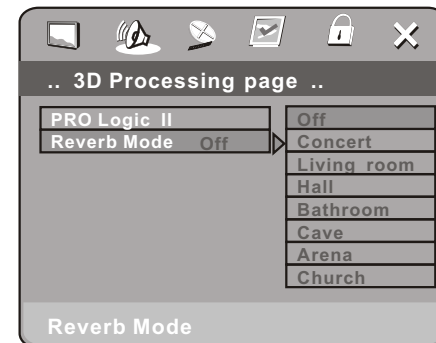 .. 3D Processing page ..
PRO Logic II
Reverb Mode Off
Off
Concert
Living room
Hall
Bathroom
Cave
Arena
Church
Reverb Mode